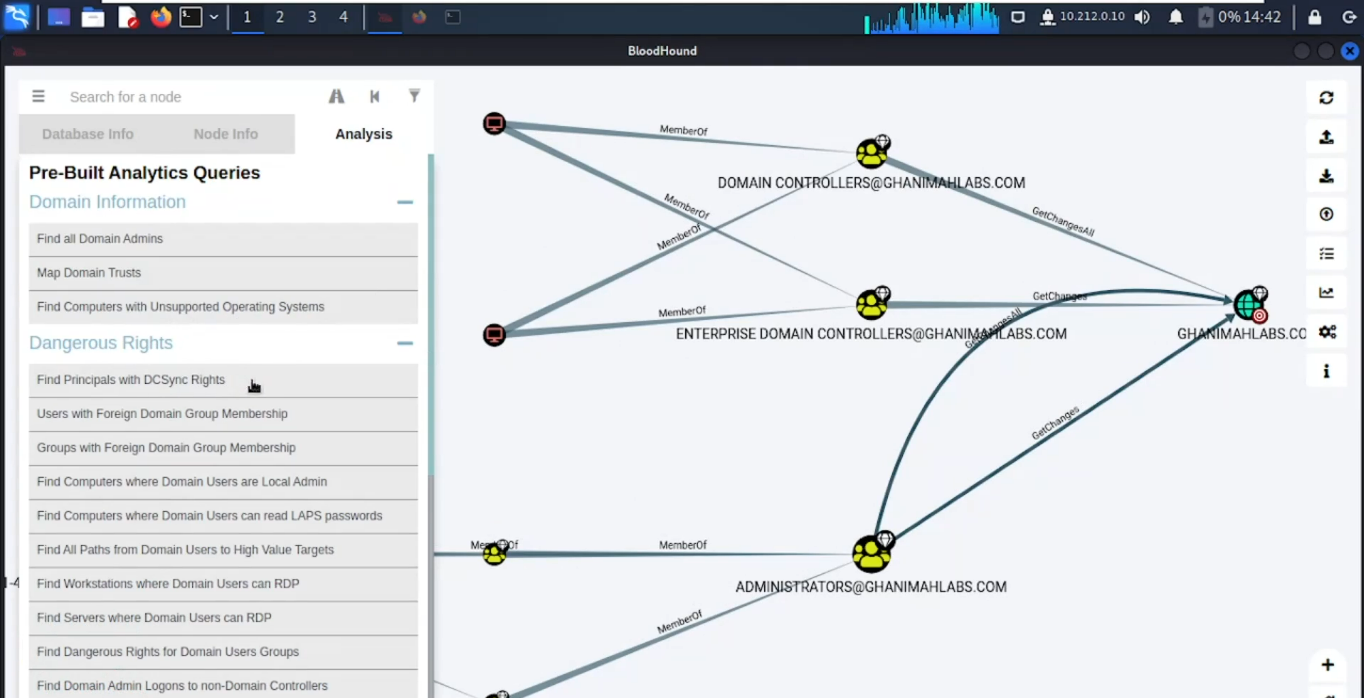 1 2 3 4
10.212.0.10
0% 14:42
BloodHound
Search for a node
Database Info Node Info Analysis
Pre-Built Analytics Queries
Domain Information
Find all Domain Admins
Map Domain Trusts
Find Computers with Unsupported Operating Systems
Dangerous Rights
Find Principals with DCSync Rights
Users with Foreign Domain Group Membership
Groups with Foreign Domain Group Membership
Find Computers where Domain Users are Local Admin
Find Computers where Domain Users can read LAPS passwords
Find All Paths from Domain Users to High Value Targets
Find Workstations where Domain Users can RDP
Find Servers where Domain Users can RDP
Find Dangerous Rights for Domain Users Groups
Find Domain Admin Logons to non-Domain Controllers
MemberOf
DOMAIN CONTROLLERS@GHANIMAHLABS.COM
MemberOf
MemberOf
GetChangesAll
GetChanges
MemberOf
ENTERPRISE DOMAIN CONTROLLERS@GHANIMAHLABS.COM
GetChangesAll
GHANIMAHLABS.CO
GetChanges
MemberOf
MemberOf
ADMINISTRATORS@GHANIMAHLABS.COM
MemberOf